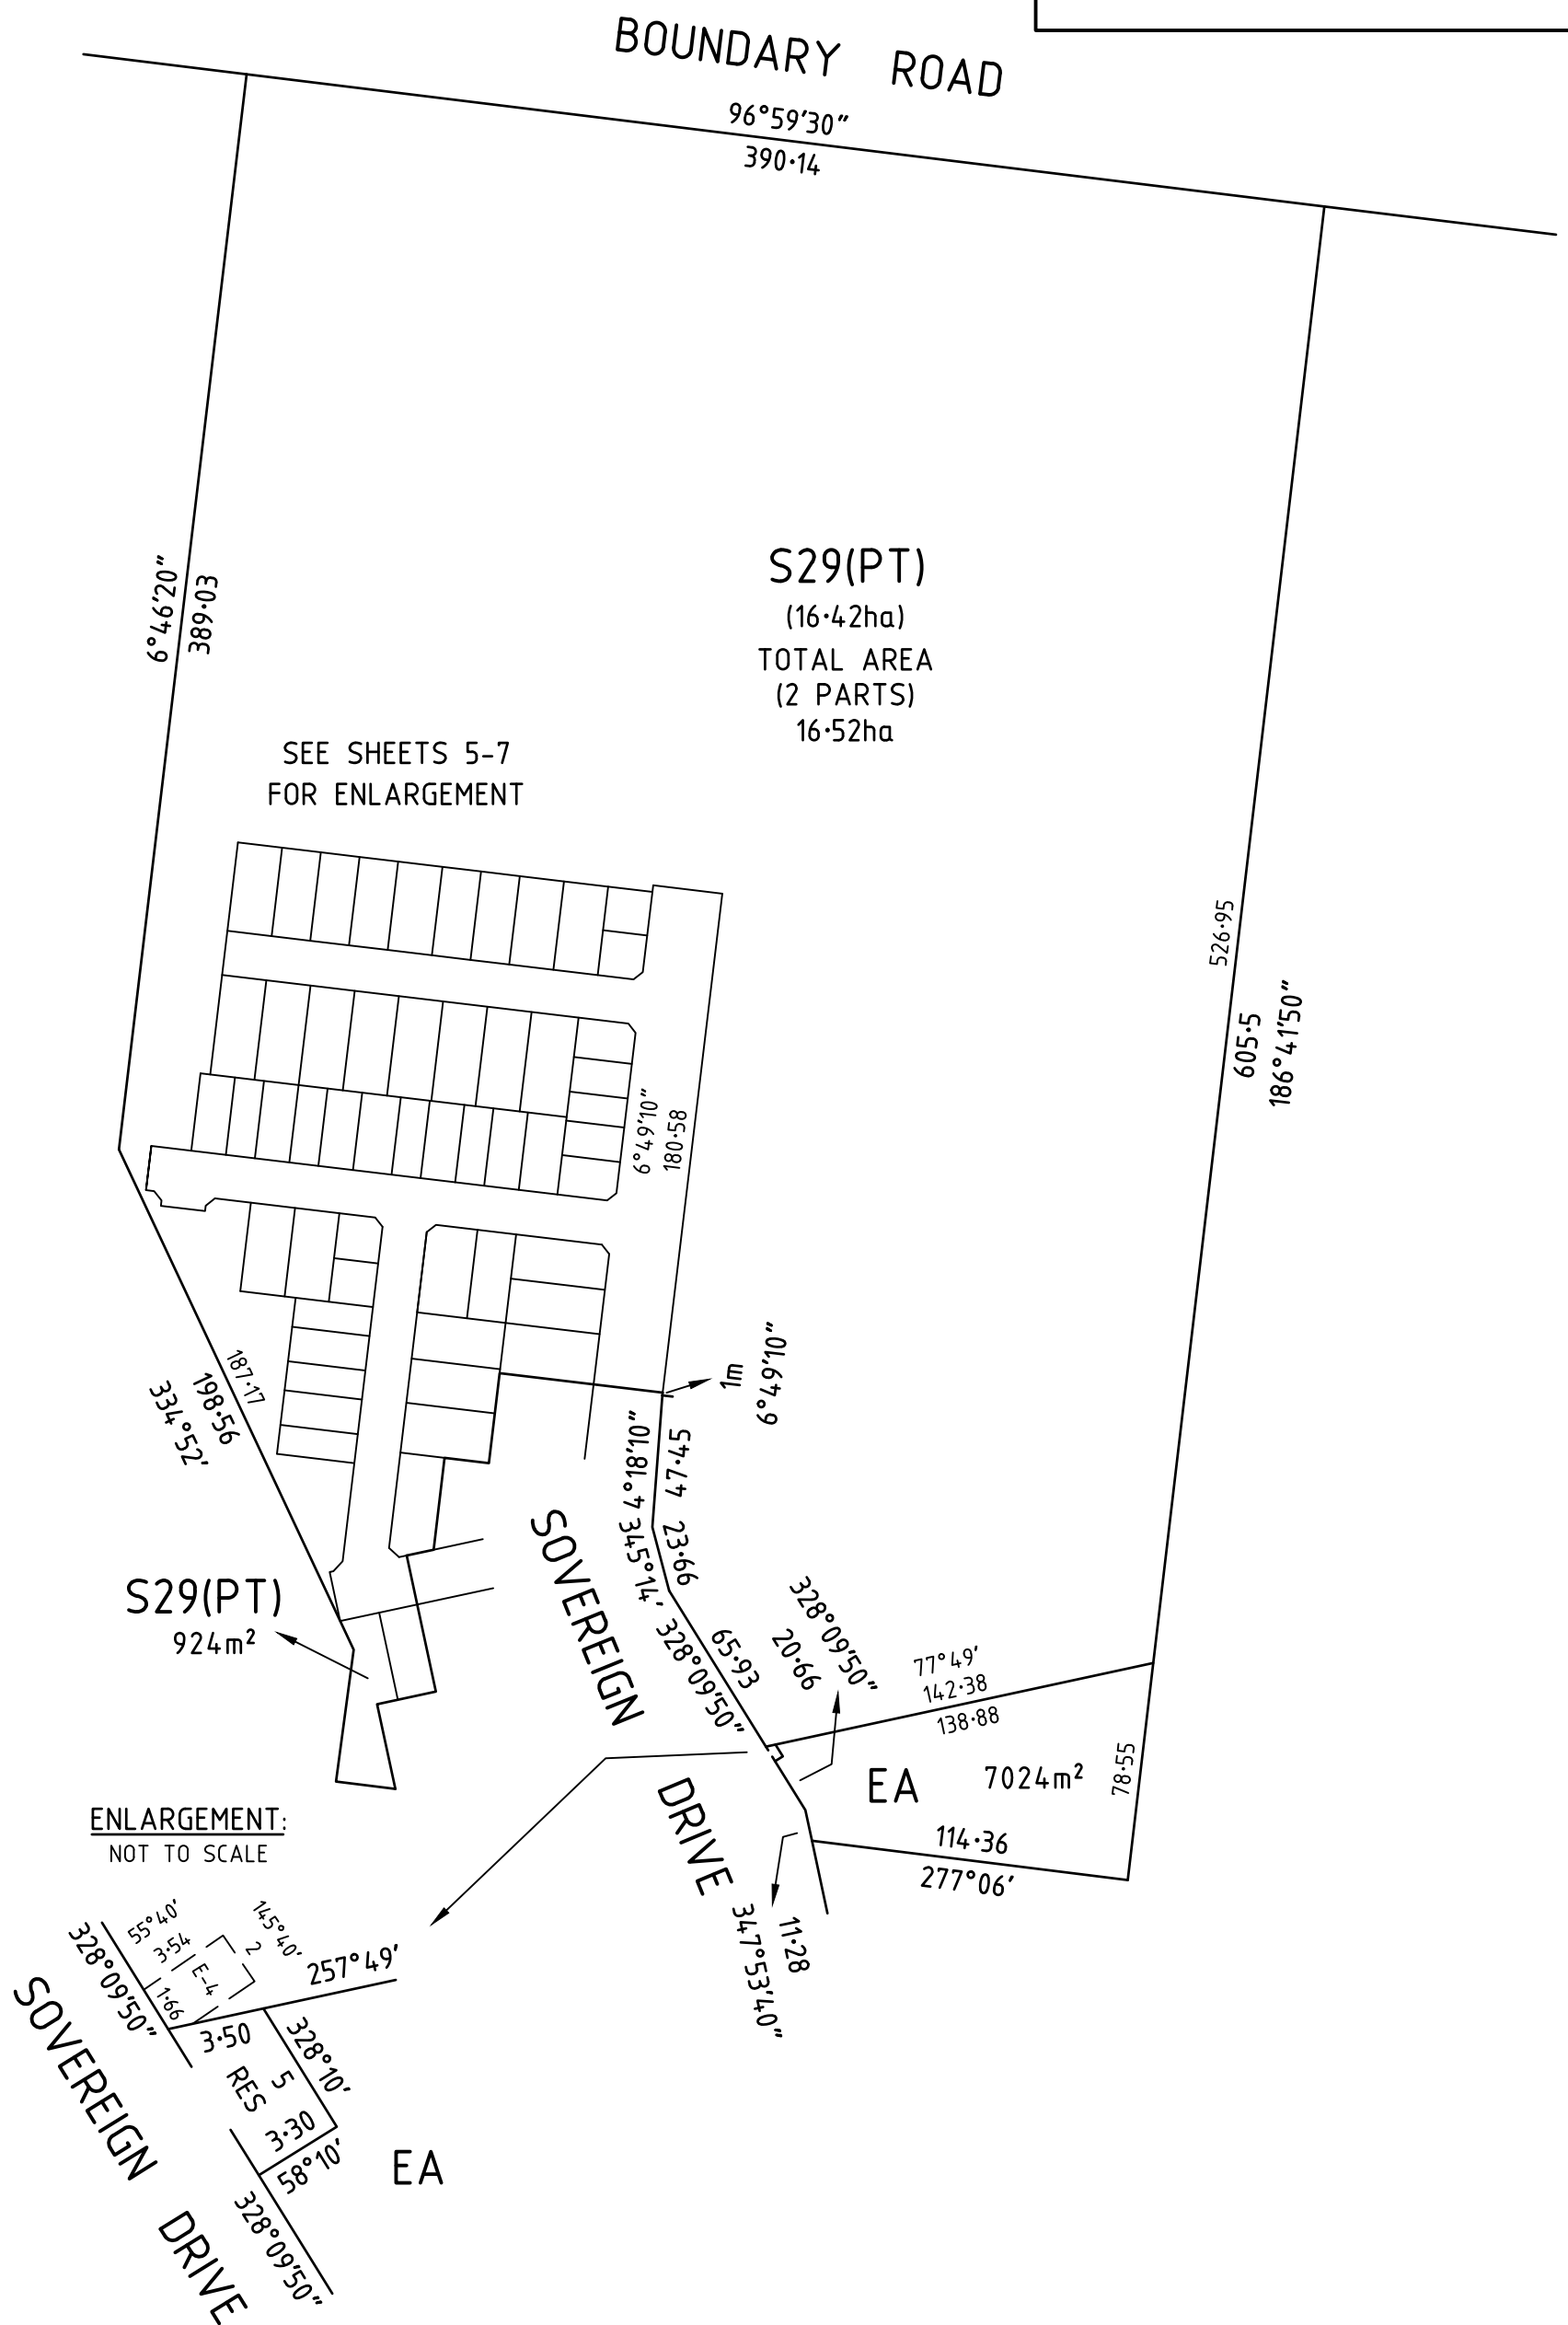 BOUNDARY ROAD
96°59'30"
390·14
6°46'20"
389·03
S29(PT)
(16·42ha)
TOTAL AREA
(2 PARTS)
16·52ha
SEE SHEETS 5-7
FOR ENLARGEMENT
526·95
605·5
186°41'50"
6°49'10"
180·58
187·17
198·56
334°52'
1m
6°49'10"
4°18'10"
47·45
345°14'
23·66
328°09'50"
65·93
328°09'50"
20·66
SOVEREIGN DRIVE
S29(PT)
924m²
77°49'
142·38
138·88
EA
7024m²
78·55
114·36
277°06'
11·28
347°53'40"
ENLARGEMENT:
NOT TO SCALE
55°40'
3·54
145°40'
2
E-4
1·66
328°09'50"
257°49'
3·50
328°10'
5
RES
3·30
58°10'
EA
328°09'50"
SOVEREIGN DRIVE